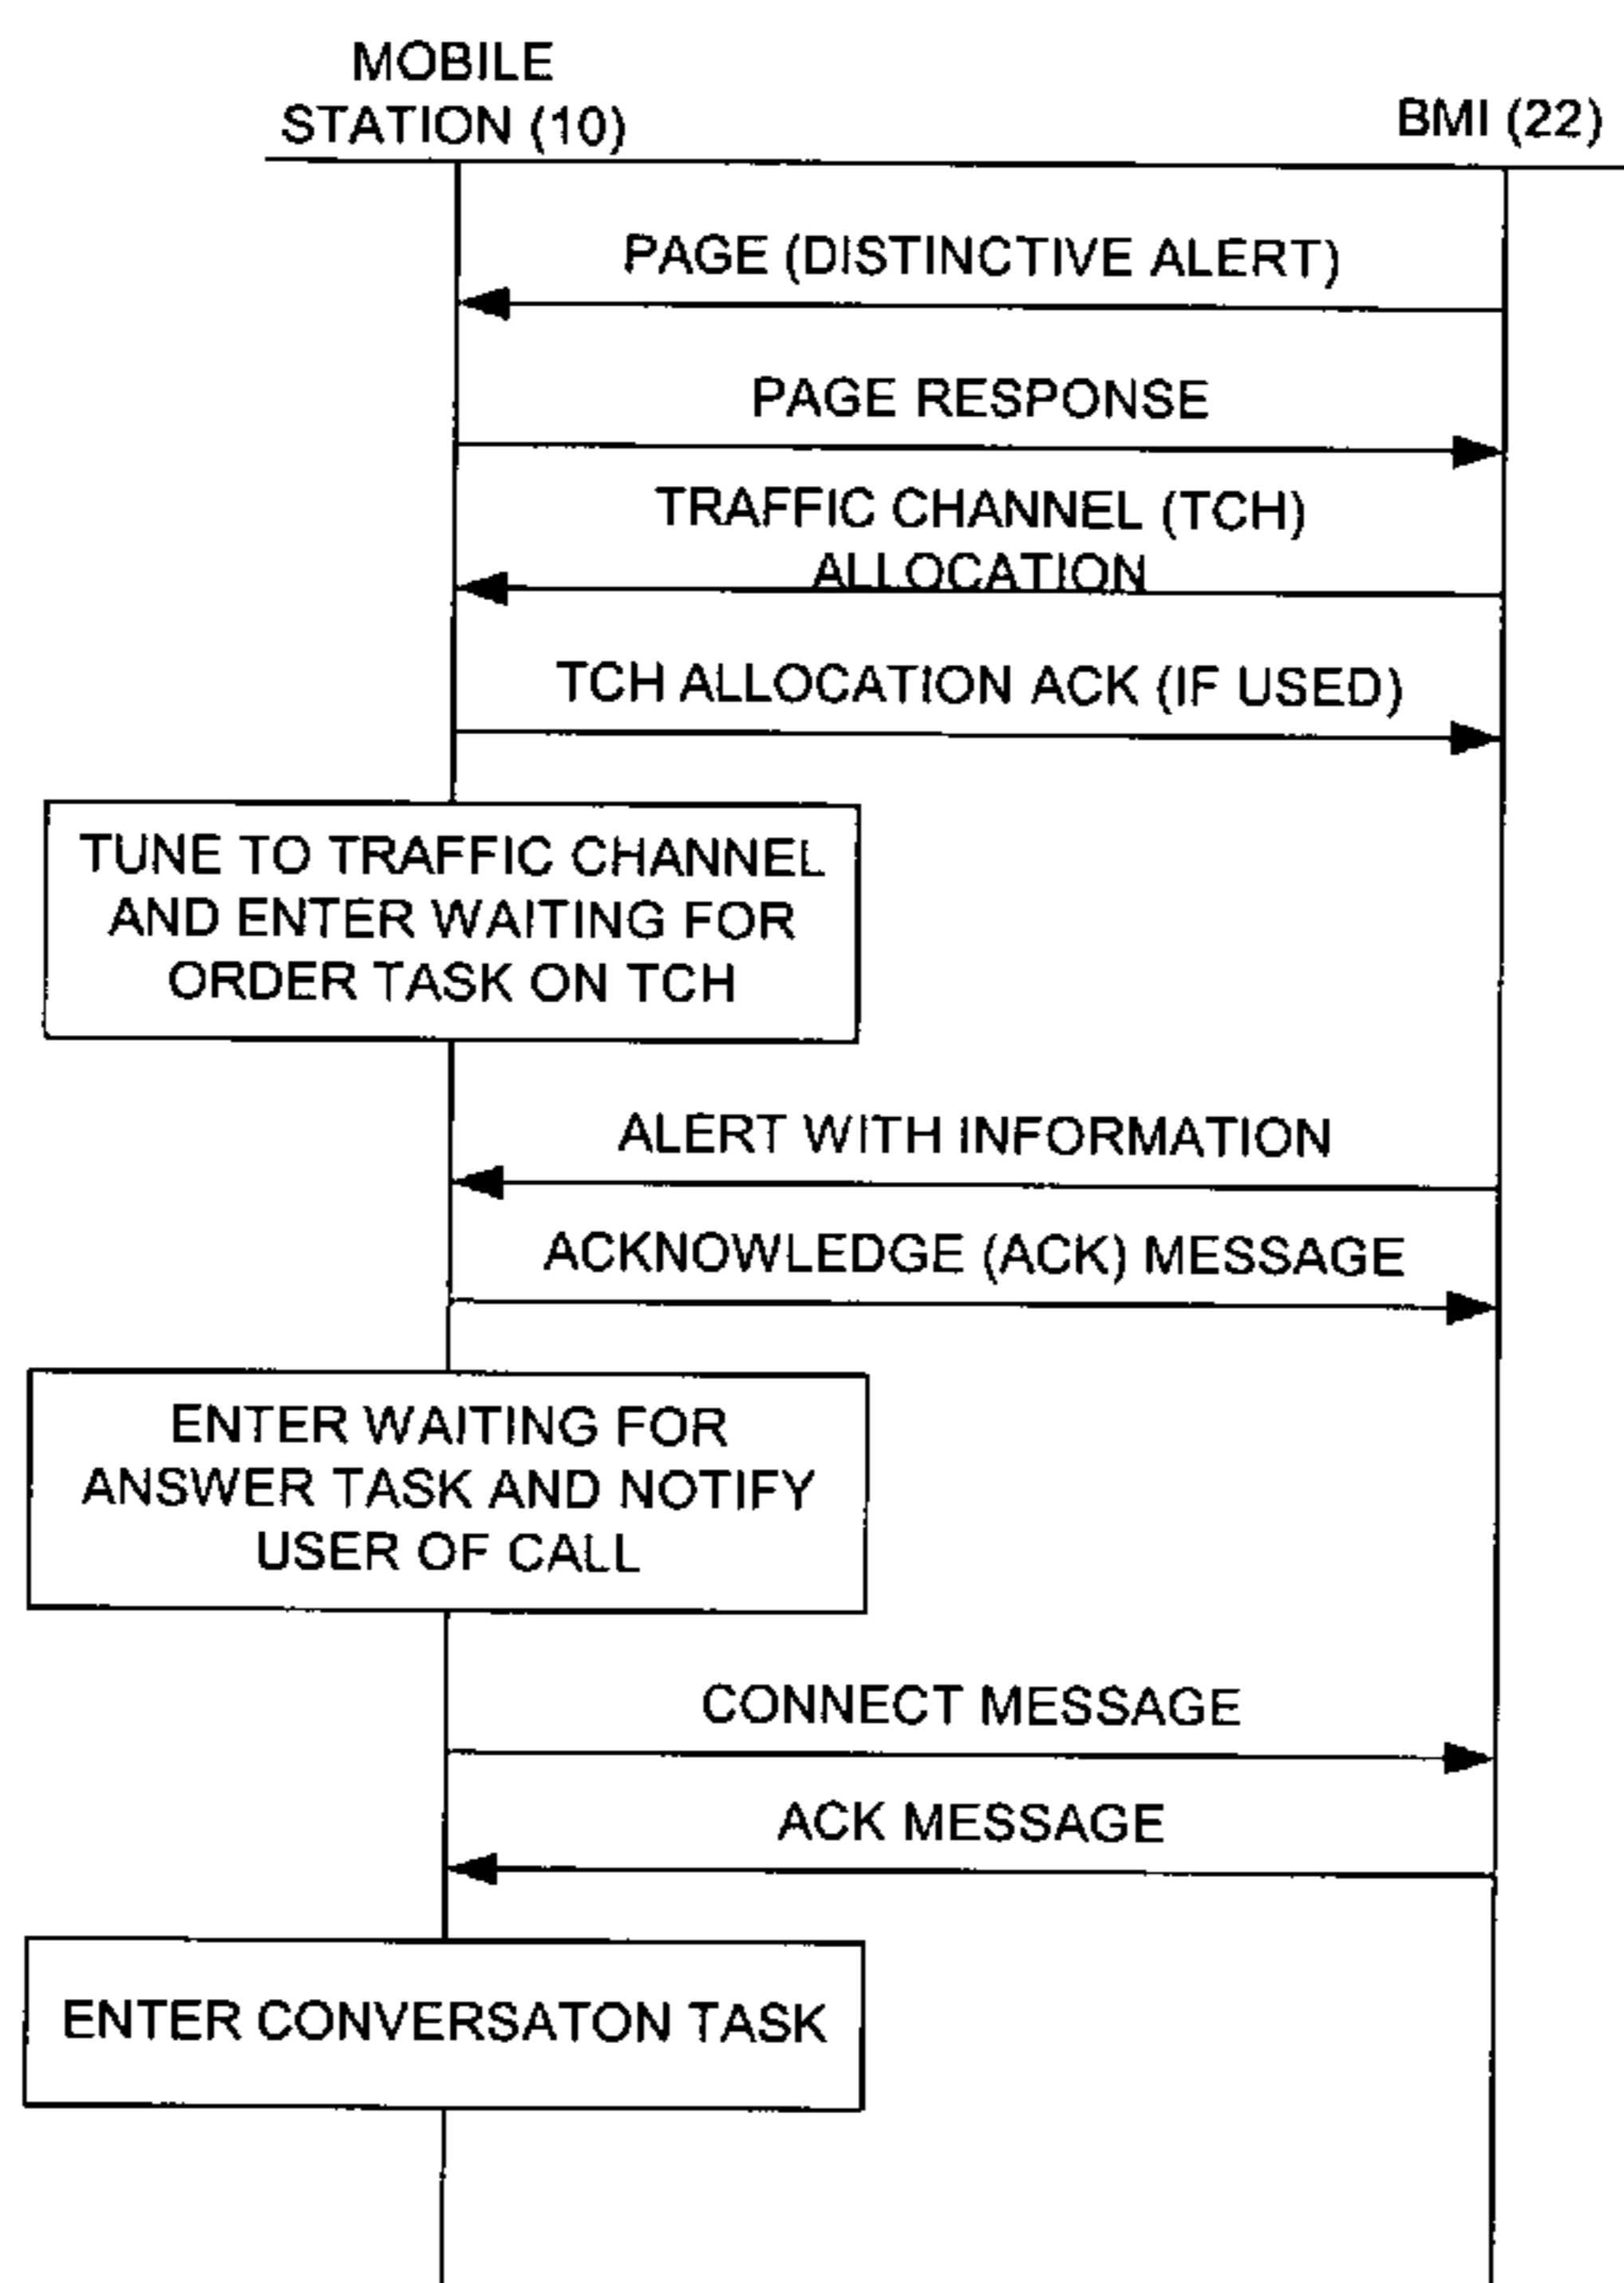 MOBILE
STATION (10)
BMI (22)
PAGE (DISTINCTIVE ALERT)
PAGE RESPONSE
TRAFFIC CHANNEL (TCH)
ALLOCATION
TCH ALLOCATION ACK (IF USED)
TUNE TO TRAFFIC CHANNEL
AND ENTER WAITING FOR
ORDER TASK ON TCH
ALERT WITH INFORMATION
ACKNOWLEDGE (ACK) MESSAGE
ENTER WAITING FOR
ANSWER TASK AND NOTIFY
USER OF CALL
CONNECT MESSAGE
ACK MESSAGE
ENTER CONVERSATON TASK